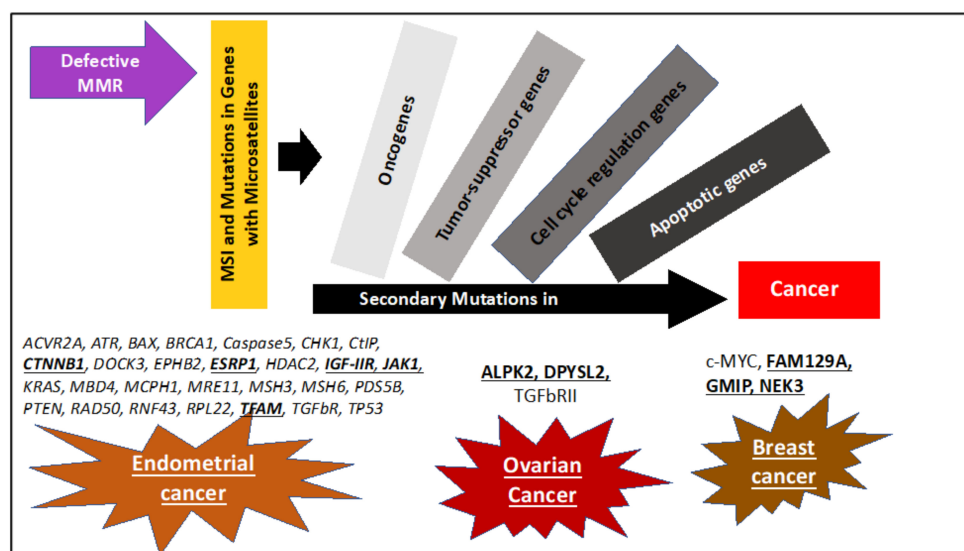 Defective
MMR
MSI and Mutations in Genes
with Microsatellites
Oncogenes
Tumor-suppressor genes
Cell cycle regulation genes
Apoptotic genes
Secondary Mutations in
Cancer
ACVR2A, ATR, BAX, BRCA1, Caspase5, CHK1, CtIP,
CTNNB1, DOCK3, EPHB2, ESRP1, HDAC2, IGF-IIR, JAK1,
KRAS, MBD4, MCPH1, MRE11, MSH3, MSH6, PDS5B,
PTEN, RAD50, RNF43, RPL22, TFAM, TGFbR, TP53
Endometrial
cancer
ALPK2, DPYSL2,
TGFbRII
Ovarian
Cancer
c-MYC, FAM129A,
GMIP, NEK3
Breast
cancer